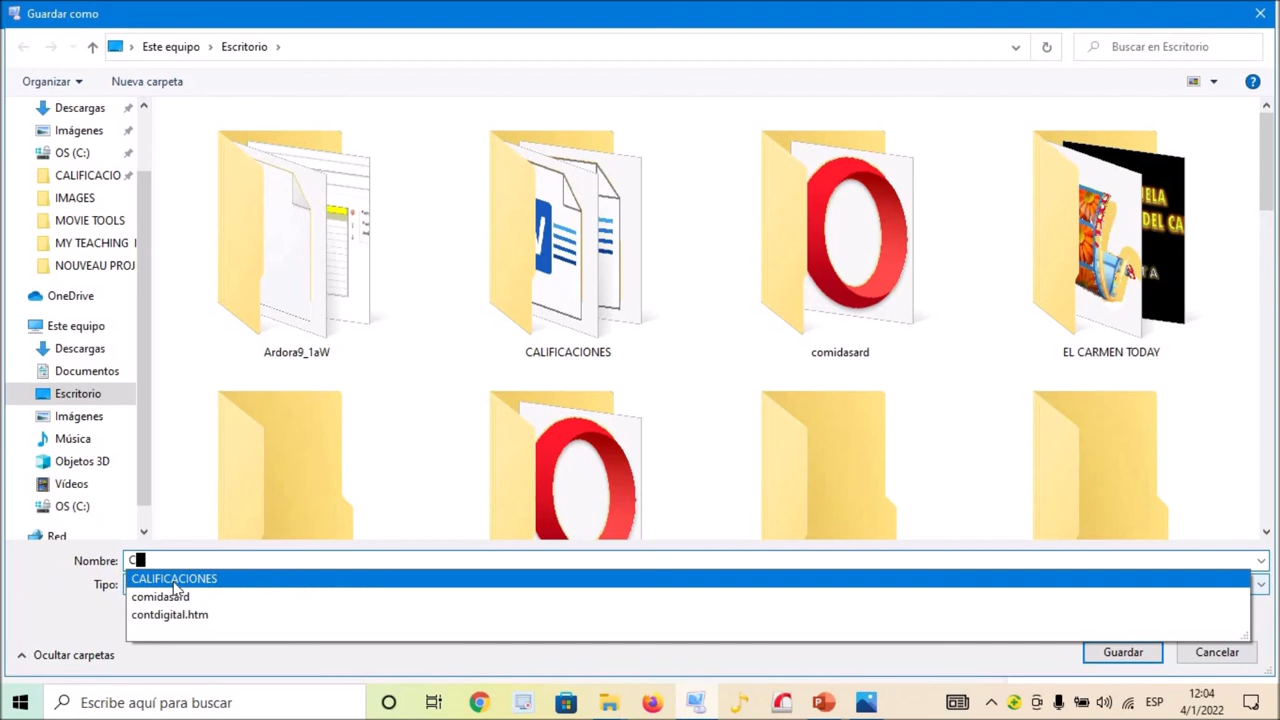 Guardar como
Este equipo
Escritorio
Buscar en Escritorio
Organizar
Nueva carpeta
Descargas
Imágenes
OS (C:)
CALIFICACIO
IMAGES
MOVIE TOOLS
MY TEACHING
NOUVEAU PROJ
OneDrive
Este equipo
Descargas
Documentos
Escritorio
Imágenes
Música
Objetos 3D
Vídeos
OS (C:)
Red
Ardora9_1aW
CALIFICACIONES
comidasard
EL CARMEN TODAY
Nombre: C
CALIFICACIONES
Tipo:
comidasard
contdigital.htm
Ocultar carpetas
Guardar
Cancelar
Escribe aquí para buscar
ESP
12:04
4/1/2022